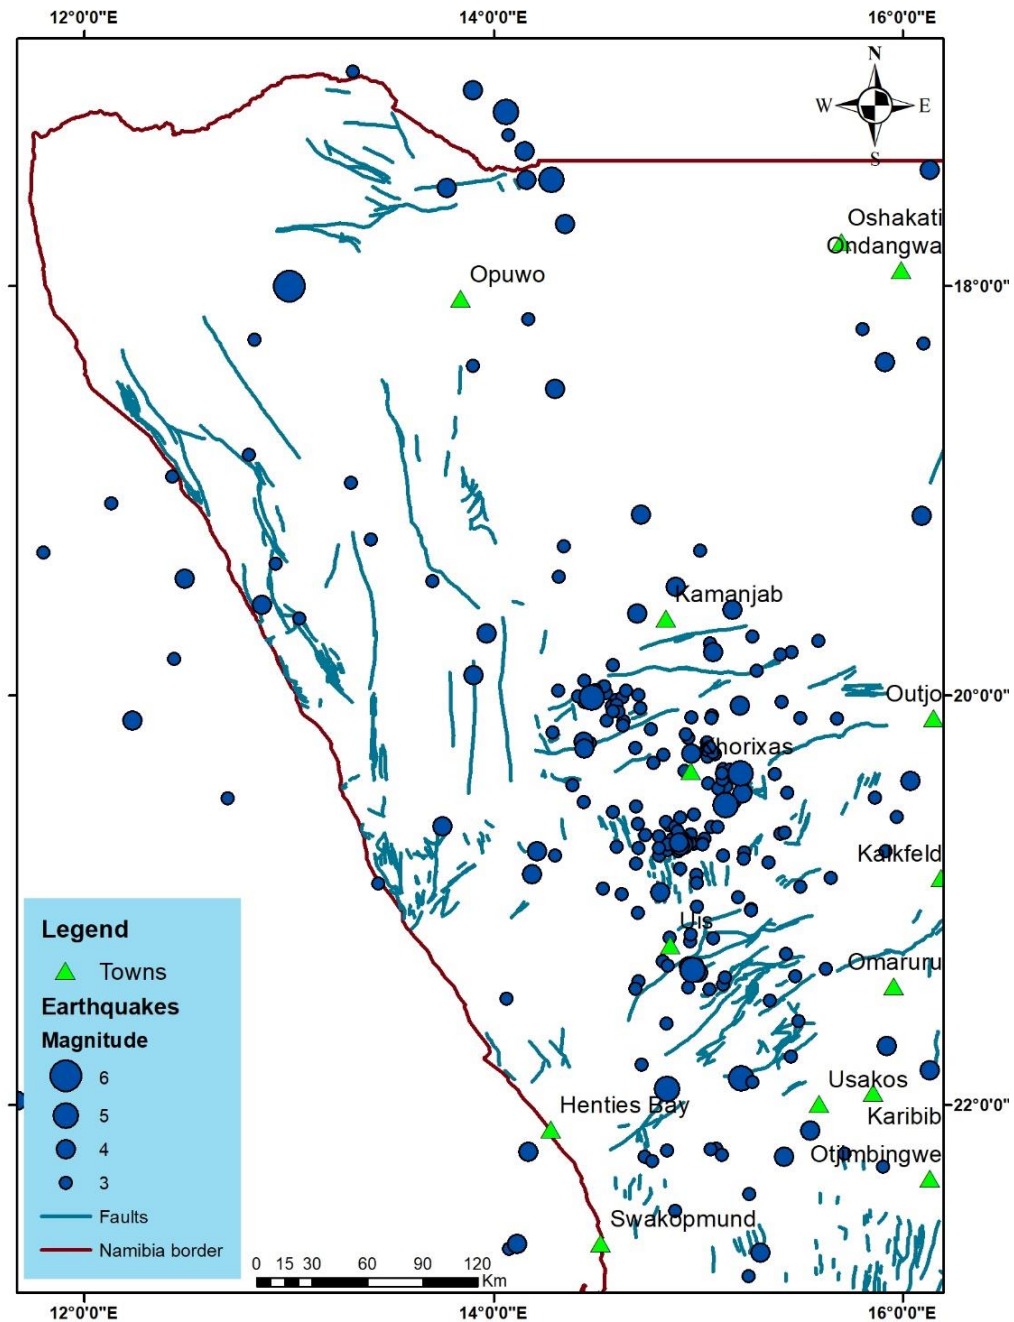 12°0'0"E
14°0'0"E
16°0'0"E
N
W
E
S
Oshakati
Ondangwa
Opuwo
18°0'0"
Kamanjab
Outjo
20°0'0"
Khorixas
Kalkfeld
Uis
Omaruru
Usakos
Henties Bay
22°0'0"
Karibib
Otjimbingwe
Swakopmund
Legend
Towns
Earthquakes
Magnitude
6
5
4
3
Faults
Namibia border
0 15 30 60 90 120
Km
12°0'0"E
14°0'0"E
16°0'0"E